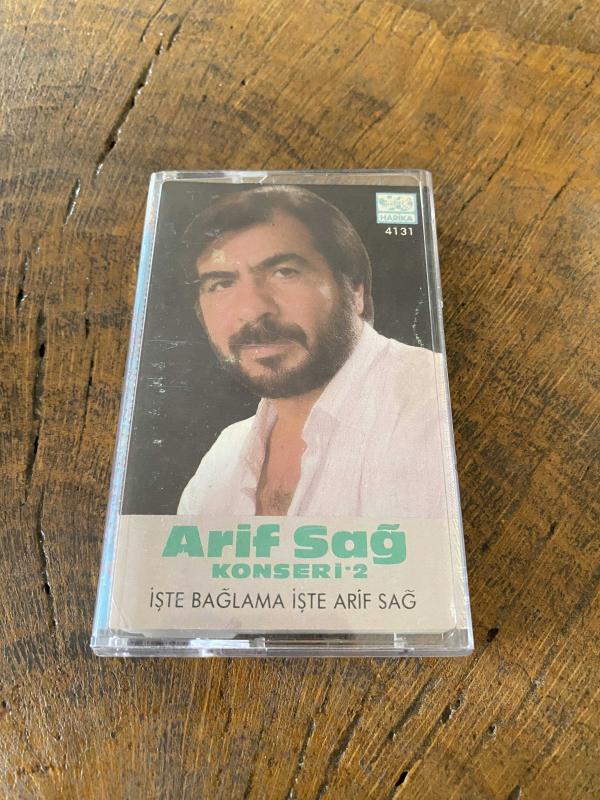 HARİKA
4131
Arif Sağ
KONSERİ·2
İŞTE BAĞLAMA İŞTE ARİF SAĞ